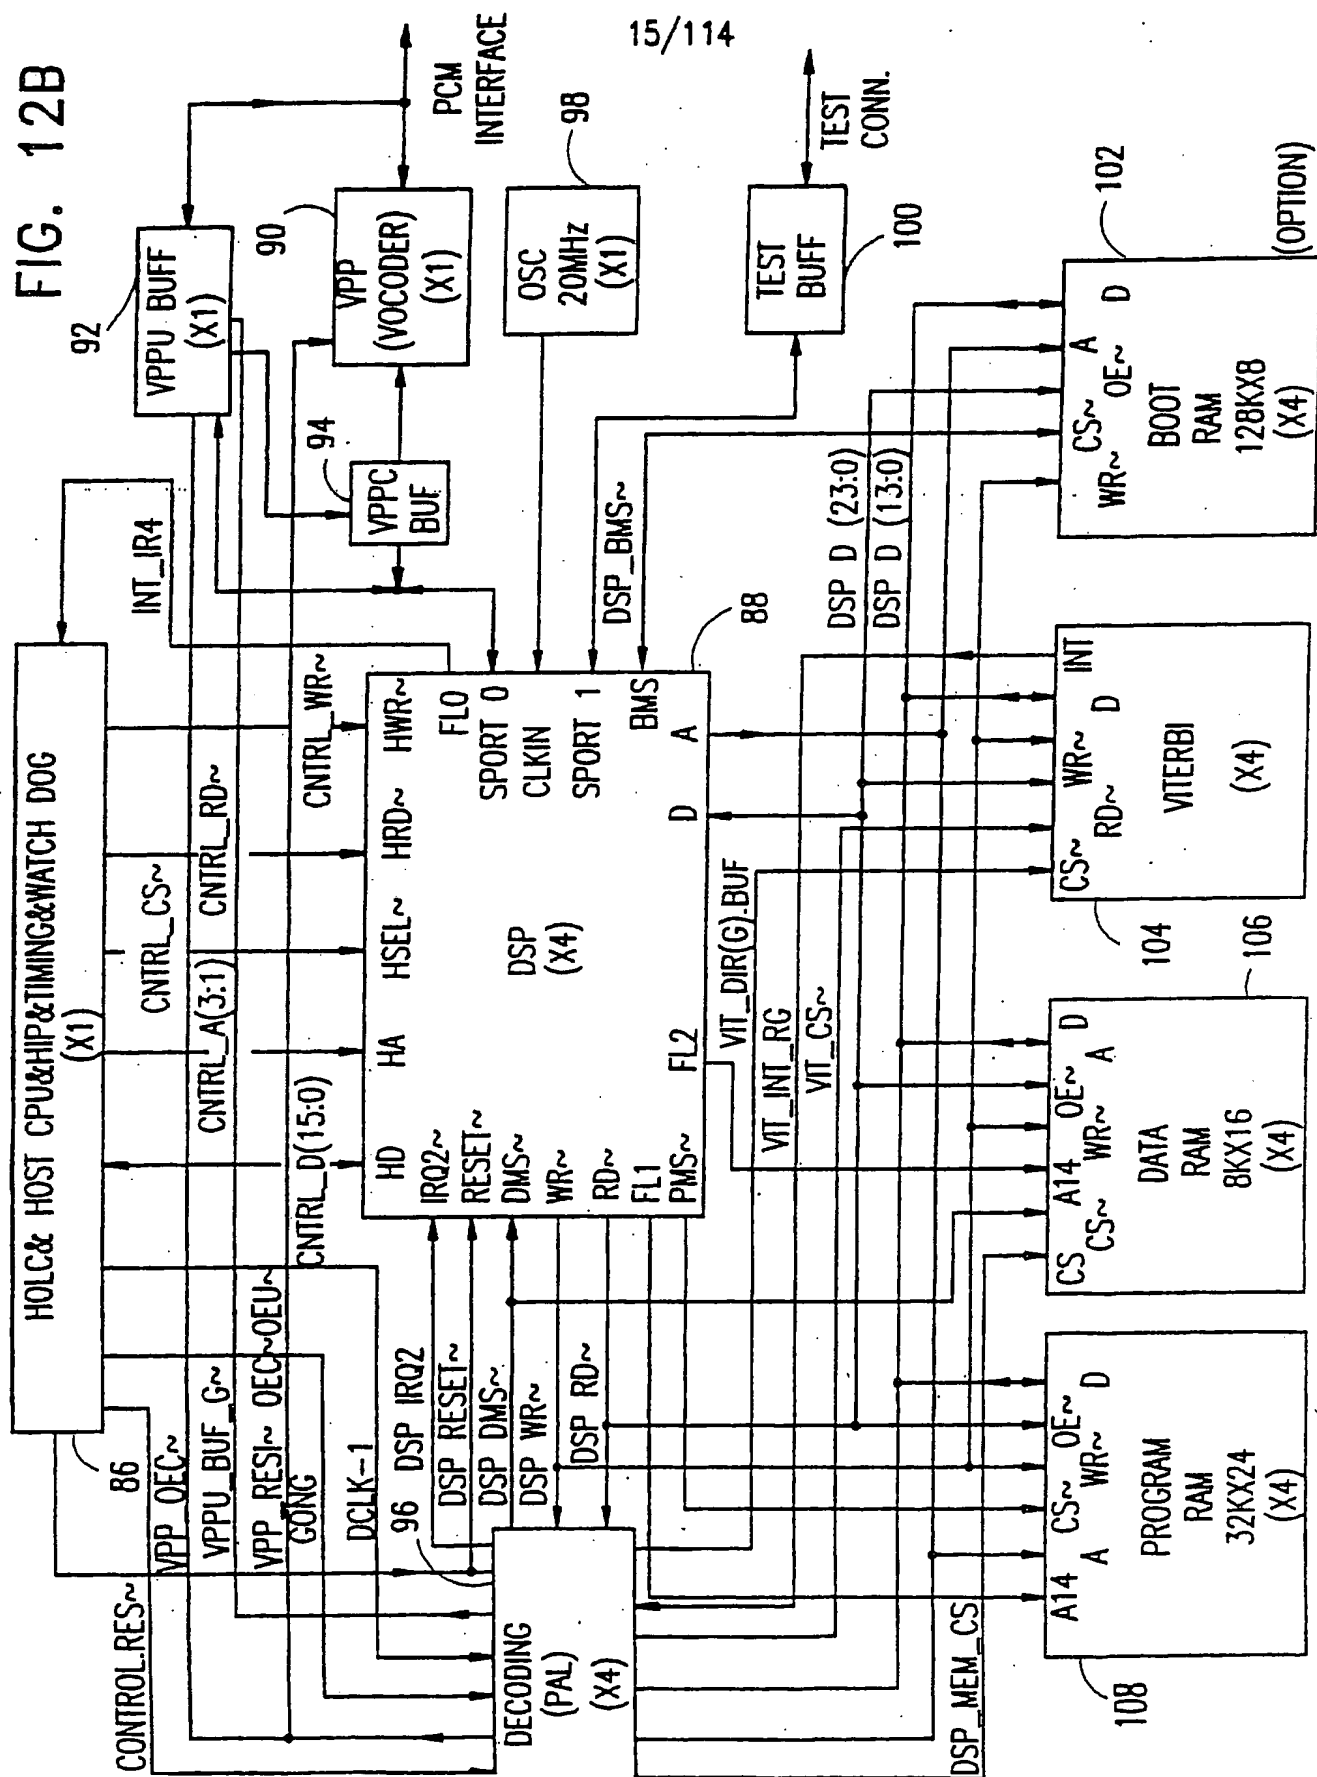 15/114
FIG. 12B
HOLC& HOST CPU&HIP&TIMING&WATCH DOG
(X1)
86
92
VPPU BUFF
(X1)
90
VPP
(VOCODER)
(X1)
94
VPPC
BUF
PCM
INTERFACE
OSC
20MHz
(X1)
98
TEST
BUFF
100
TEST
CONN.
INT_IR4
CNTRL_WR~
CNTRL_RD~
CNTRL_CS~
CNTRL_A(3:1)
CNTRL_D(15:0)
HD
HA
HSEL~
HRD~
HWR~
FL0
SPORT 0
CLKIN
SPORT 1
BMS
DSP
(X4)
88
IRQ2~
RESET~
DMS~
WR~
RD~
FL1
PMS~
FL2
D
A
DSP_BMS~
CONTROL.RES~
VPP_OEC~
VPPU_BUF_G~
VPP_RESI~ OEC~OEU~
GONG
DCLK-1
96
DSP IRQ2
DSP RESET~
DSP DMS~
DSP WR~
DSP RD~
DECODING
(PAL)
(X4)
VIT_DIR(G).BUF
VIT_INT_RG
VIT_CS~
DSP D (23:0)
DSP D (13:0)
DSP_MEM_CS
A14
A
CS~
WR~
OE~
D
PROGRAM
RAM
32KX24
(X4)
108
CS
CS~
A14
WR~
OE~
A
D
DATA
RAM
8KX16
(X4)
106
CS~
RD~
WR~
D
INT
VITERBI
(X4)
104
WR~
CS~
OE~
A
D
BOOT
RAM
128KX8
(X4)
102
(OPTION)